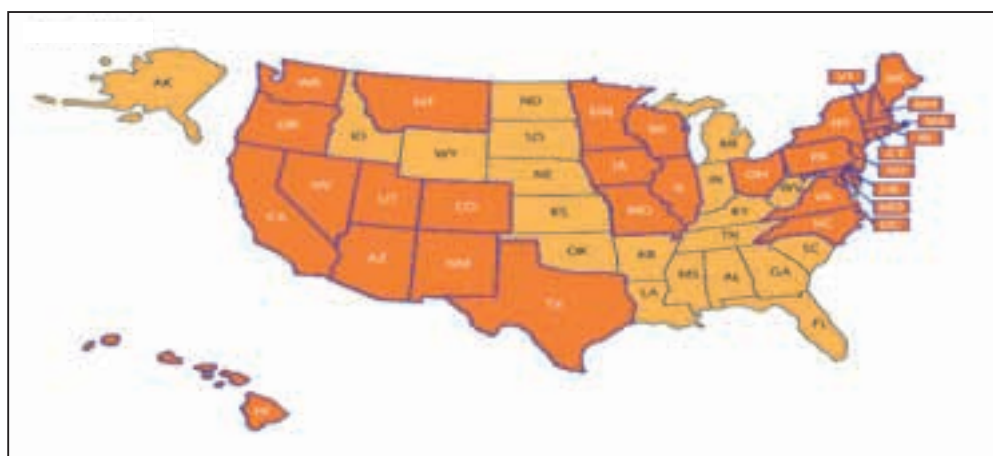 AK
WA
MT
ND
MN
VT
ME
NH
OR
ID
SD
WI
NY
MA
MI
RI
WY
IA
PA
CT
NE
NV
UT
CO
IL
IN
OH
WV
NJ
DE
VA
MD
KS
MO
KY
DC
CA
NC
TN
AZ
NM
OK
AR
SC
MS
AL
GA
LA
TX
FL
HI